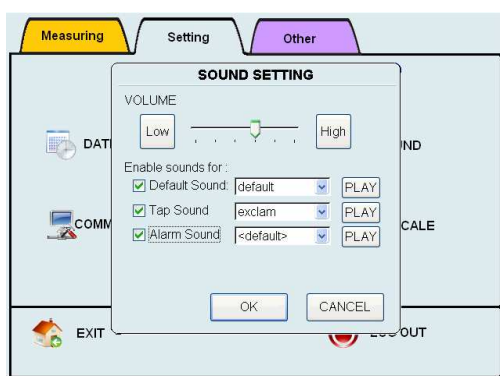 Measuring Setting Other
SOUND SETTING
VOLUME
Low High
Enable sounds for :
Default Sound: default PLAY
Tap Sound exclam PLAY
Alarm Sound <default> PLAY
OK CANCEL
EXIT